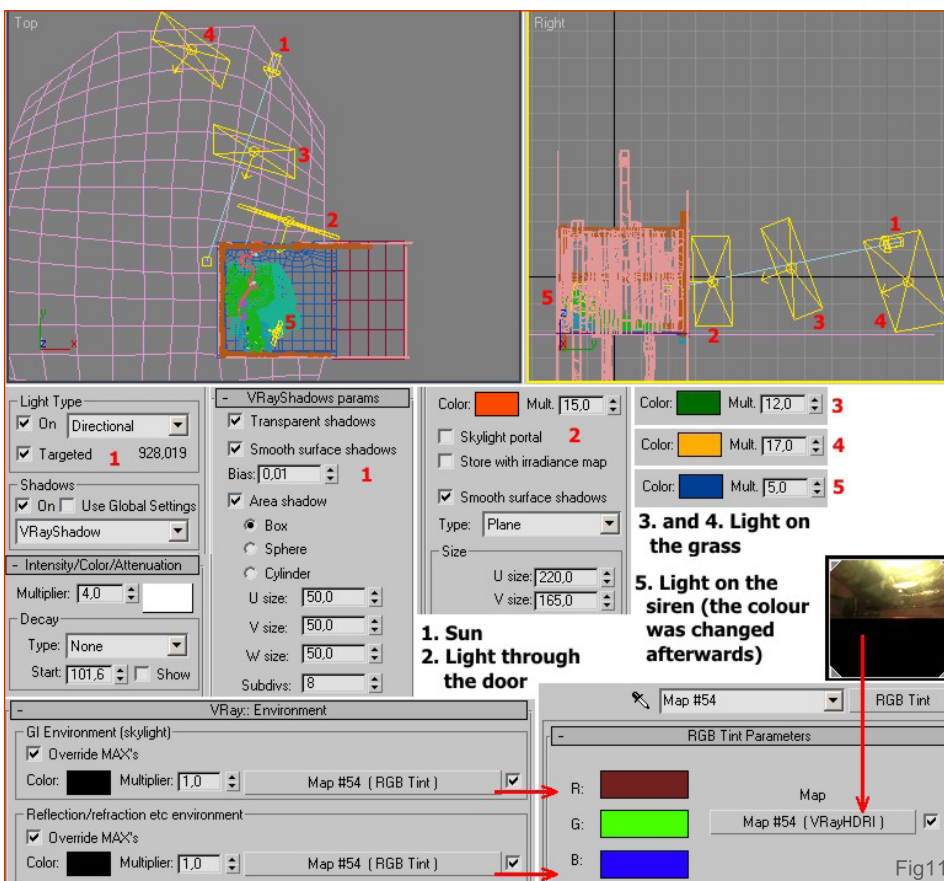 Top
4
1
3
2
5
y
z
x
Right
1
5
2
3
4
z
x
y
Light Type
On
Directional
Targeted
1
928,019
Shadows
On
Use Global Settings
VRayShadow
- Intensity/Color/Attenuation
Multiplier: 4,0
Decay
Type: None
Start: 101,6
Show
- VRayShadows params
Transparent shadows
Smooth surface shadows
Bias: 0,01
1
Area shadow
Box
Sphere
Cylinder
U size: 50,0
V size: 50,0
W size: 50,0
Subdivs: 8
Color:
Mult. 15,0
Skylight portal
2
Store with irradiance map
Smooth surface shadows
Type: Plane
Size
U size: 220,0
V size: 165,0
Color:
Mult. 12,0
3
Color:
Mult. 17,0
4
Color:
Mult. 5,0
5
3. and 4. Light on
the grass
5. Light on the
siren (the colour
was changed
afterwards)
1. Sun
2. Light through
the door
- VRay:: Environment
GI Environment (skylight)
Override MAX's
Color:
Multiplier: 1,0
Map #54 ( RGB Tint )
Reflection/refraction etc environment
Override MAX's
Color:
Multiplier: 1,0
Map #54 ( RGB Tint )
Map #54
RGB Tint
- RGB Tint Parameters
R:
G:
B:
Map
Map #54 ( VRayHDRI )
Fig11